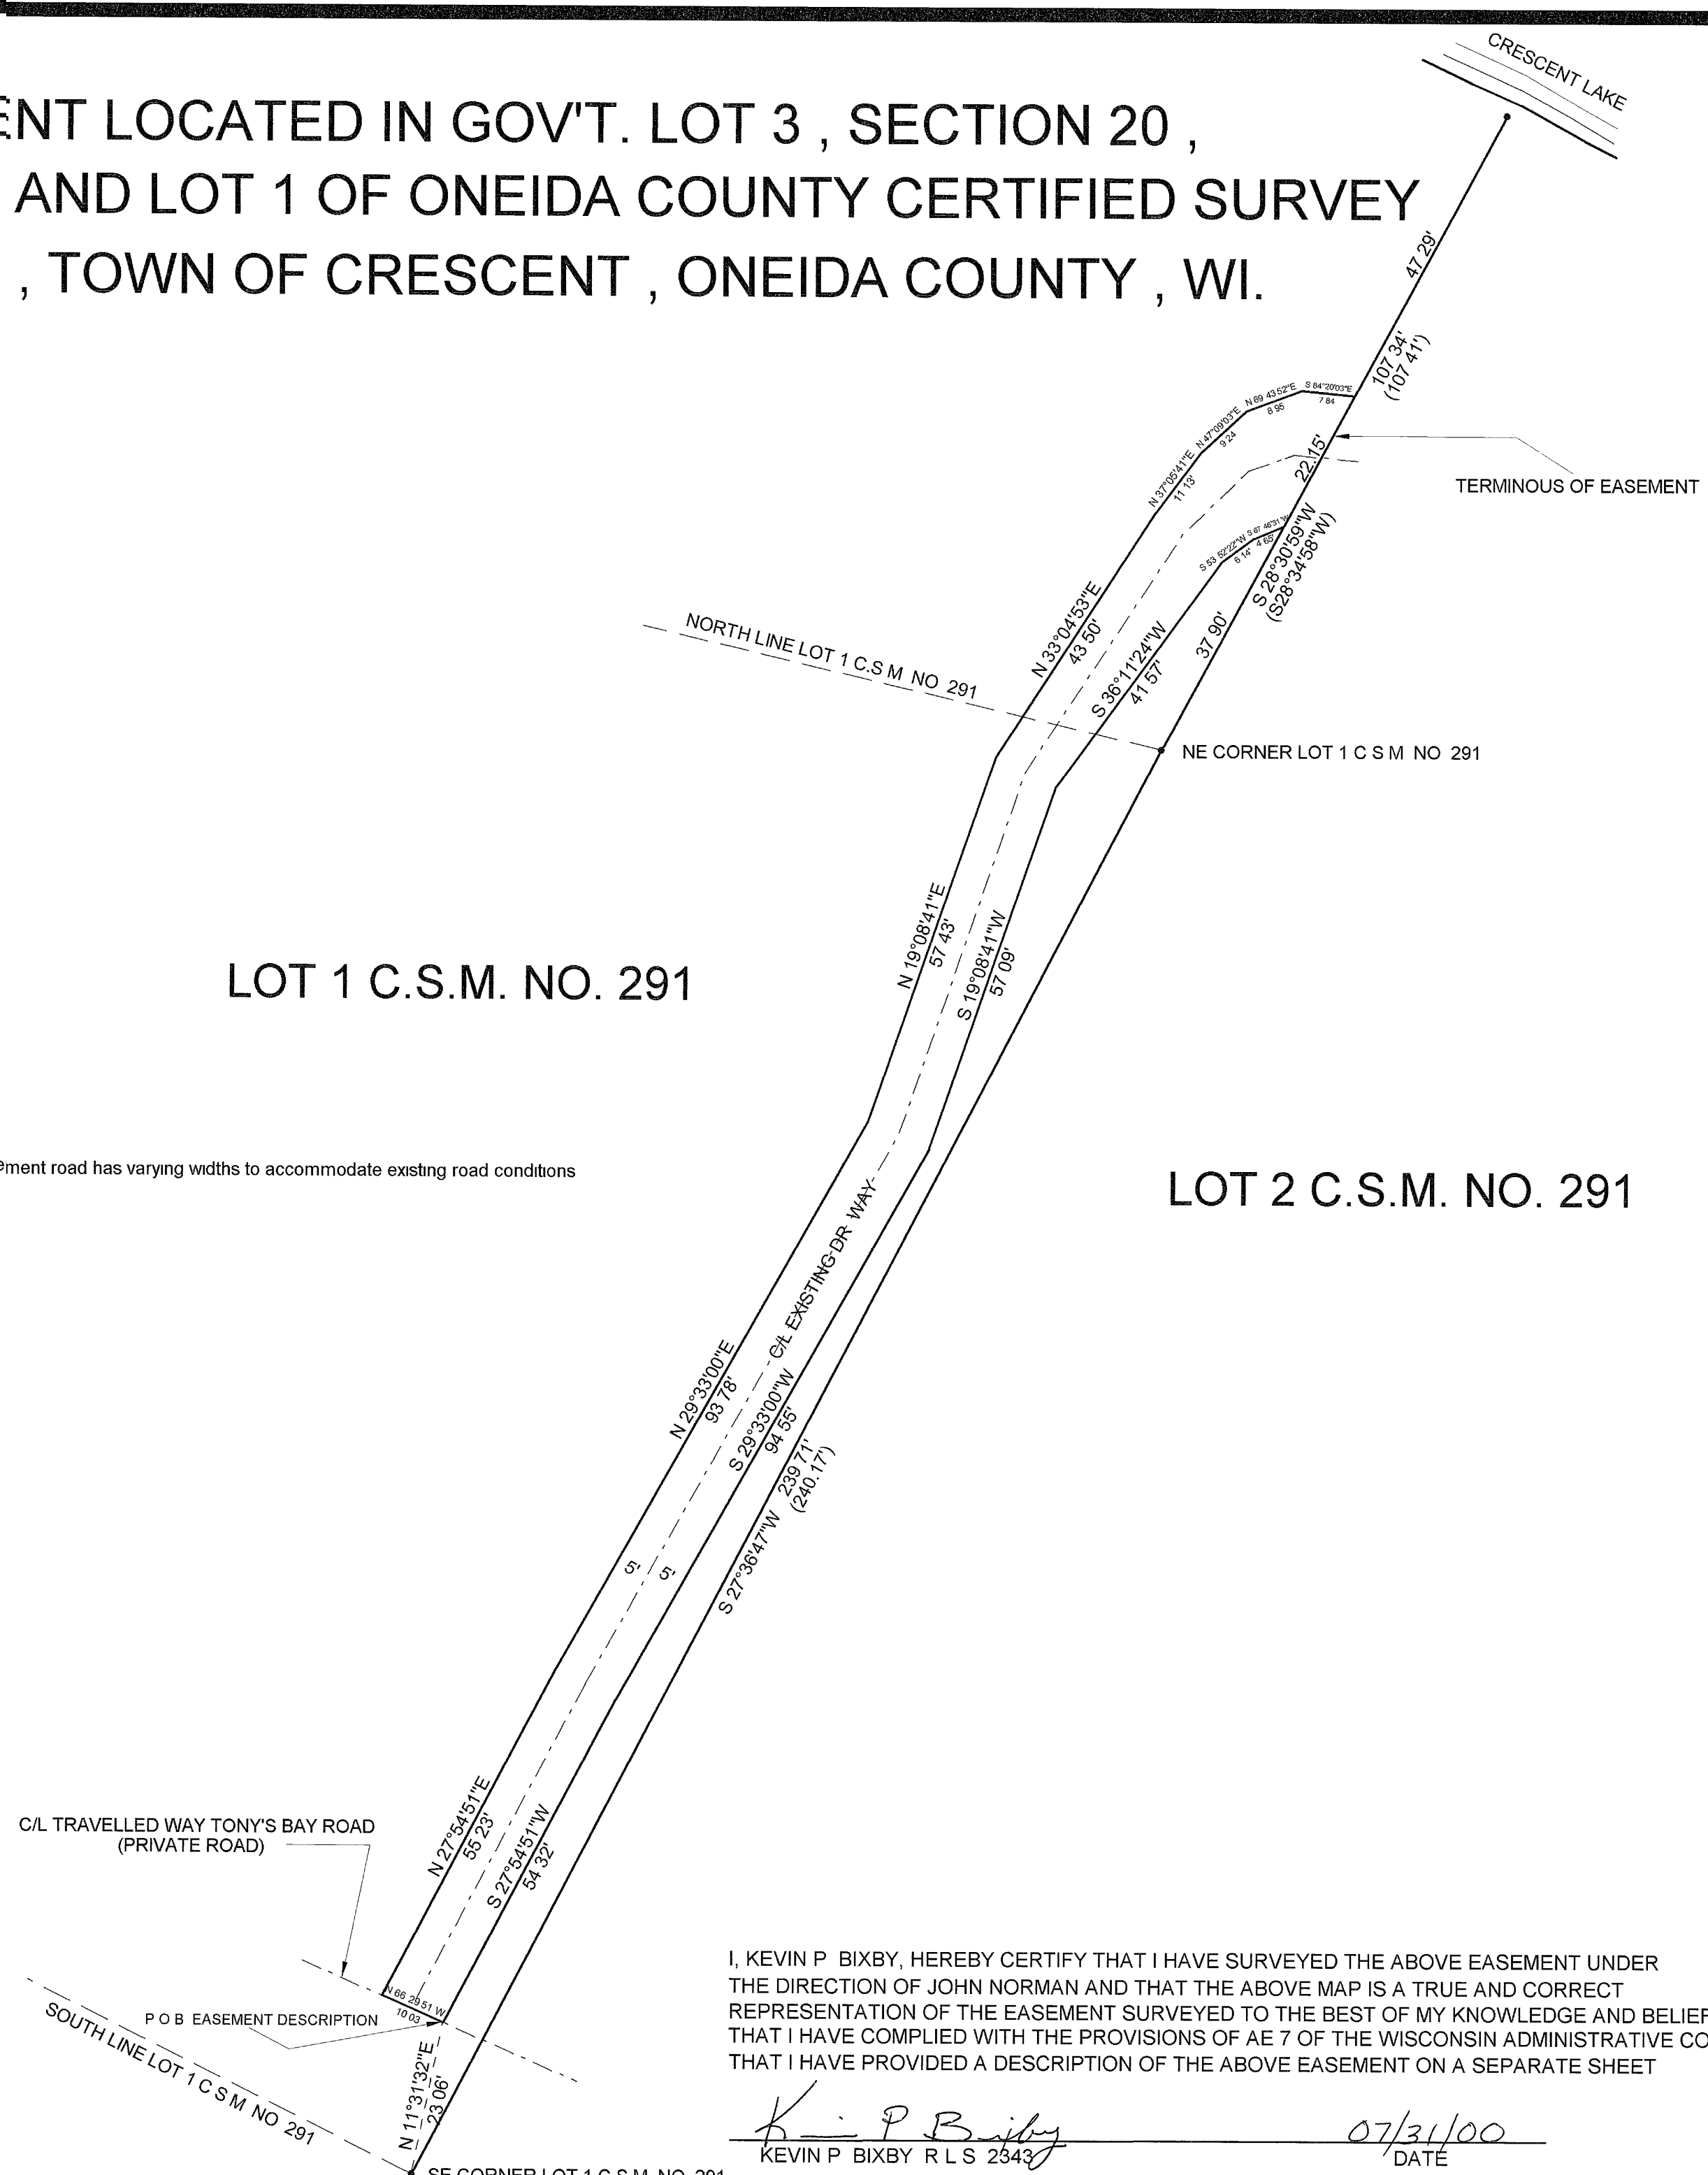 CRESCENT LAKE
ENT LOCATED IN GOV'T. LOT 3 , SECTION 20 ,
AND LOT 1 OF ONEIDA COUNTY CERTIFIED SURVEY
, TOWN OF CRESCENT , ONEIDA COUNTY , WI.
47 29'
107 34'
(107 41')
S 84°20'03"E
7 84
N 69 43 52"E
8 95
N 47°09'03"E
9 24
N 37°05'41"E
11 13'
22.15'
TERMINOUS OF EASEMENT
S 67 46'31"W
4 65'
S 53 52'22"W
6 14'
S 28°30'59"W
(S28°34'58"W)
37 90'
N 33°04'53"E
43 50'
S 36°11'24"W
41 57'
NORTH LINE LOT 1 C.S M NO 291
NE CORNER LOT 1 C S M NO 291
N 19°08'41"E
57 43'
S 19°08'41"W
57 09'
LOT 1 C.S.M. NO. 291
ement road has varying widths to accommodate existing road conditions
LOT 2 C.S.M. NO. 291
C/L EXISTING DR WAY
N 29°33'00"E
93 78'
S 29°33'00"W
94 55'
239 71'
(240.17')
S 27°36'47"W
5' 5'
N 27°54'51"E
55 23'
S 27°54'51"W
54 32'
C/L TRAVELLED WAY TONY'S BAY ROAD
(PRIVATE ROAD)
N 66 29 51 W
10 03
P O B EASEMENT DESCRIPTION
SOUTH LINE LOT 1 C S M NO 291
N 11°31'32"E
23 06'
SE CORNER LOT 1 C S M NO 291
I, KEVIN P BIXBY, HEREBY CERTIFY THAT I HAVE SURVEYED THE ABOVE EASEMENT UNDER
THE DIRECTION OF JOHN NORMAN AND THAT THE ABOVE MAP IS A TRUE AND CORRECT
REPRESENTATION OF THE EASEMENT SURVEYED TO THE BEST OF MY KNOWLEDGE AND BELIEF
THAT I HAVE COMPLIED WITH THE PROVISIONS OF AE 7 OF THE WISCONSIN ADMINISTRATIVE CO
THAT I HAVE PROVIDED A DESCRIPTION OF THE ABOVE EASEMENT ON A SEPARATE SHEET
Kevin P Bixby 07/31/00
KEVIN P BIXBY R L S 2343 DATE